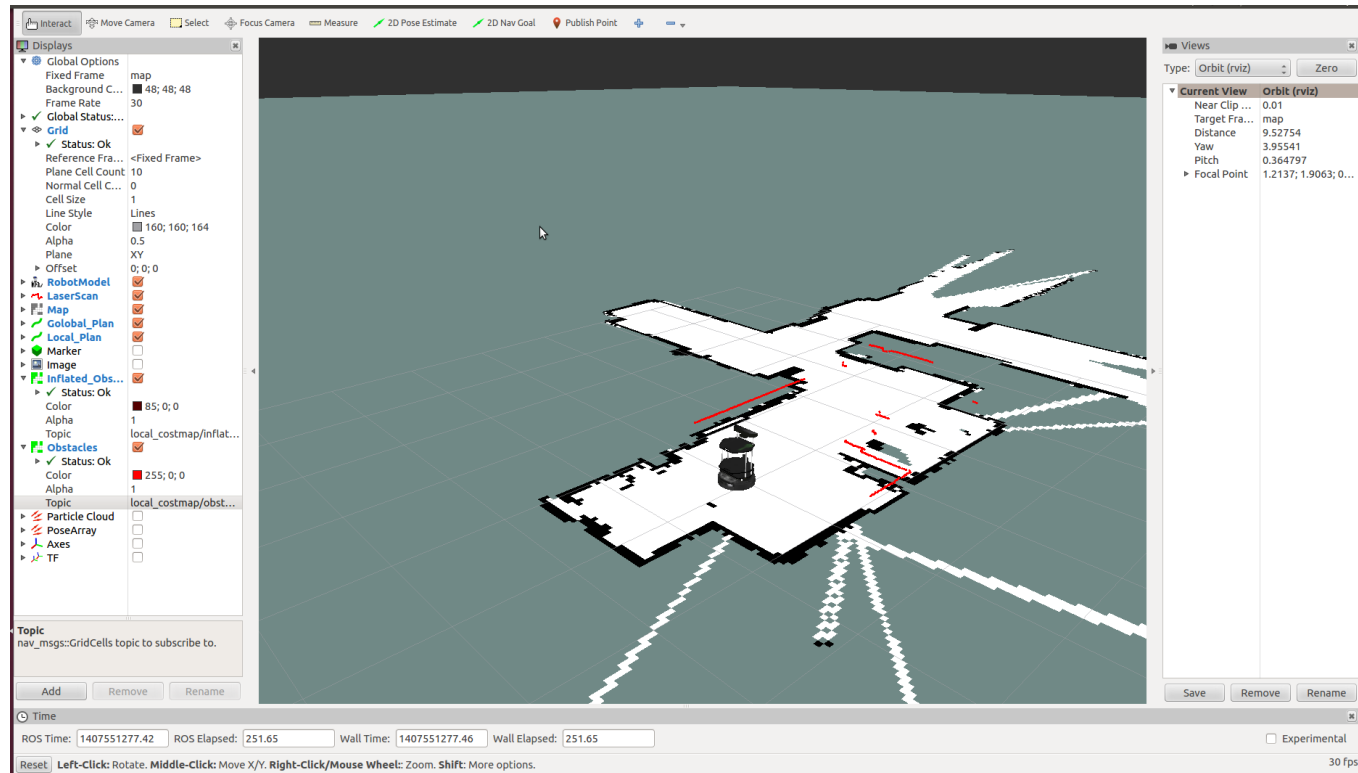 Interact Move Camera Select Focus Camera Measure 2D Pose Estimate 2D Nav Goal Publish Point
Displays
Global Options
Fixed Frame map
Background C... 48; 48; 48
Frame Rate 30
Global Status:...
Grid
Status: Ok
Reference Fra... <Fixed Frame>
Plane Cell Count 10
Normal Cell C... 0
Cell Size 1
Line Style Lines
Color 160; 160; 164
Alpha 0.5
Plane XY
Offset 0; 0; 0
RobotModel
LaserScan
Map
Golobal_Plan
Local_Plan
Marker
Image
Inflated_Obs...
Status: Ok
Color 85; 0; 0
Alpha 1
Topic local_costmap/inflat...
Obstacles
Status: Ok
Color 255; 0; 0
Alpha 1
Topic local_costmap/obst...
Particle Cloud
PoseArray
Axes
TF
Topic
nav_msgs::GridCells topic to subscribe to.
Add Remove Rename
Views
Type: Orbit (rviz) Zero
Current View Orbit (rviz)
Near Clip ... 0.01
Target Fra... map
Distance 9.52754
Yaw 3.95541
Pitch 0.364797
Focal Point 1.2137; 1.9063; 0...
Save Remove Rename
Time
ROS Time: 1407551277.42 ROS Elapsed: 251.65 Wall Time: 1407551277.46 Wall Elapsed: 251.65 Experimental
Reset Left-Click: Rotate. Middle-Click: Move X/Y. Right-Click/Mouse Wheel:: Zoom. Shift: More options. 30 fps